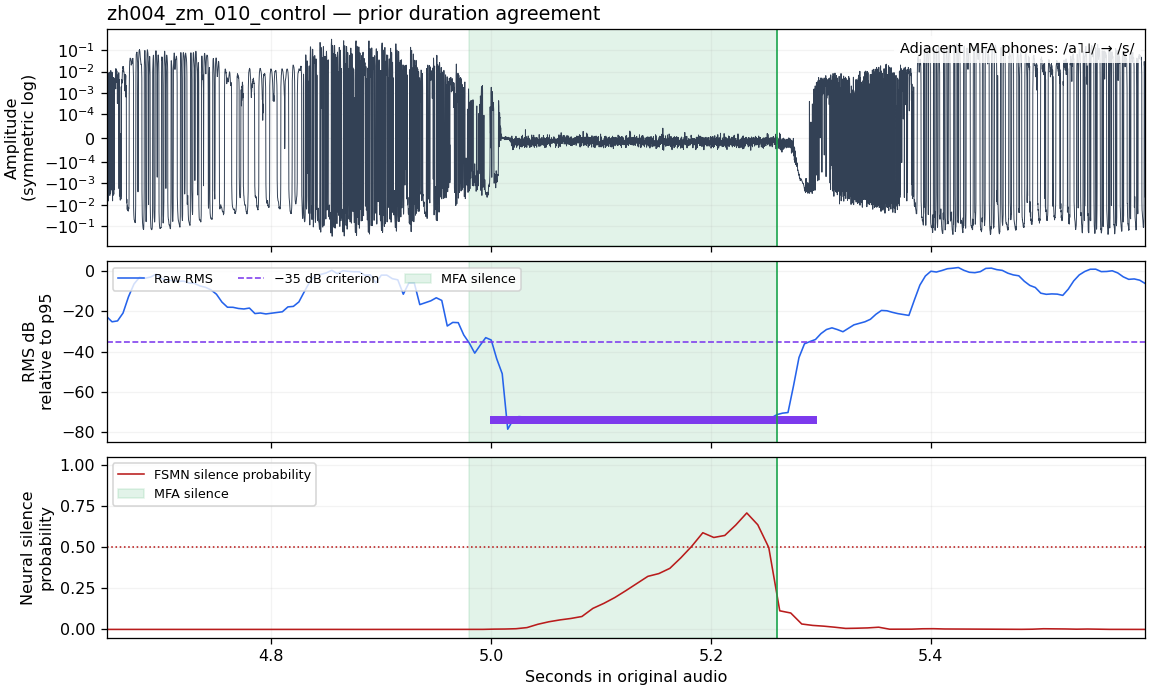 zh004_zm_010_control — prior duration agreement
Amplitude
(symmetric log)
10⁻¹
10⁻²
10⁻³
10⁻⁴
0
−10⁻⁴
−10⁻³
−10⁻²
−10⁻¹
Adjacent MFA phones: /a˥˩/ → /ʂ/
RMS dB
relative to p95
0
−20
−40
−60
−80
Raw RMS
−35 dB criterion
MFA silence
Neural silence
probability
1.00
0.75
0.50
0.25
0.00
FSMN silence probability
MFA silence
4.8
5.0
5.2
5.4
Seconds in original audio